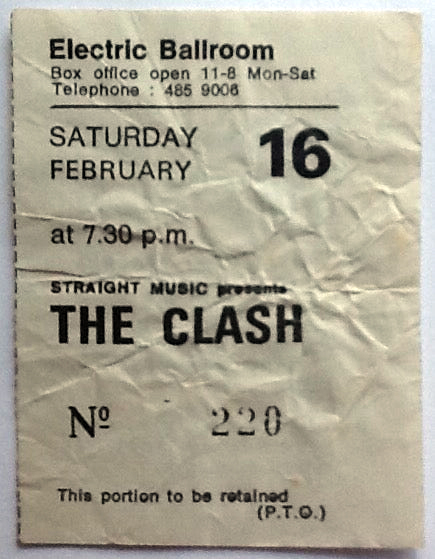 Electric Ballroom
Box office open 11-8 Mon-Sat
Telephone : 485 9006
SATURDAY
FEBRUARY 16
at 7.30 p.m.
STRAIGHT MUSIC presents
THE CLASH
Nº 220
This portion to be retained
(P.T.O.)